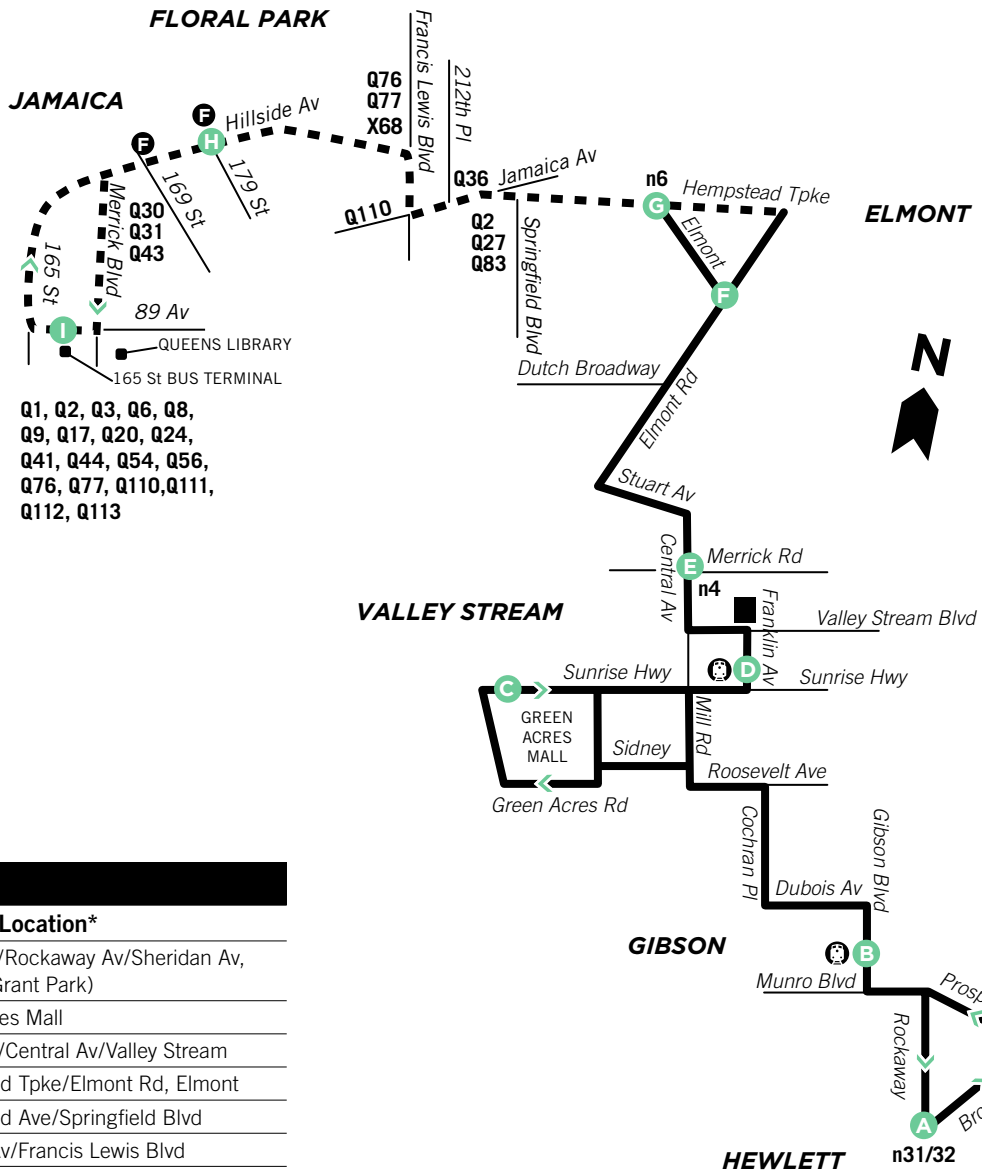 FLORAL PARK
JAMAICA
F
F
H
Hillside Av
169 St
179 St
Q76
Q77
X68
Francis Lewis Blvd
212th Pl
Q36
Jamaica Av
Q110
Q2
Q27
Q83
Springfield Blvd
n6
G
Hempstead Tpke
ELMONT
Elmont
F
Merrick Blvd
Q30
Q31
Q43
165 St
I
89 Av
QUEENS LIBRARY
165 St BUS TERMINAL
Q1, Q2, Q3, Q6, Q8,
Q9, Q17, Q20, Q24,
Q41, Q44, Q54, Q56,
Q76, Q77, Q110,Q111,
Q112, Q113
Dutch Broadway
Elmont Rd
N
Stuart Av
Central Av
E
Merrick Rd
n4
VALLEY STREAM
Franklin Av
Valley Stream Blvd
D
Sunrise Hwy
Sunrise Hwy
C
GREEN
ACRES
MALL
Sidney
Mill Rd
Roosevelt Ave
Green Acres Rd
Cochran Pl
Gibson Blvd
Dubois Av
GIBSON
B
Munro Blvd
Prosp
Rockaway
A
Bro
HEWLETT
n31/32
Location*
/Rockaway Av/Sheridan Av,
Grant Park)
es Mall
/Central Av/Valley Stream
d Tpke/Elmont Rd, Elmont
d Ave/Springfield Blvd
v/Francis Lewis Blvd